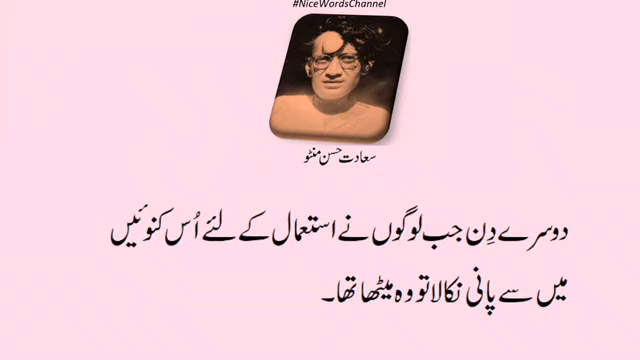 #NiceWordsChannel
سعادت حسن منٹو
دوسرے دِن جب لوگوں نے استعمال کے لئے اُس کنوئیں
میں سے پانی نکالا تو وہ میٹھا تھا۔